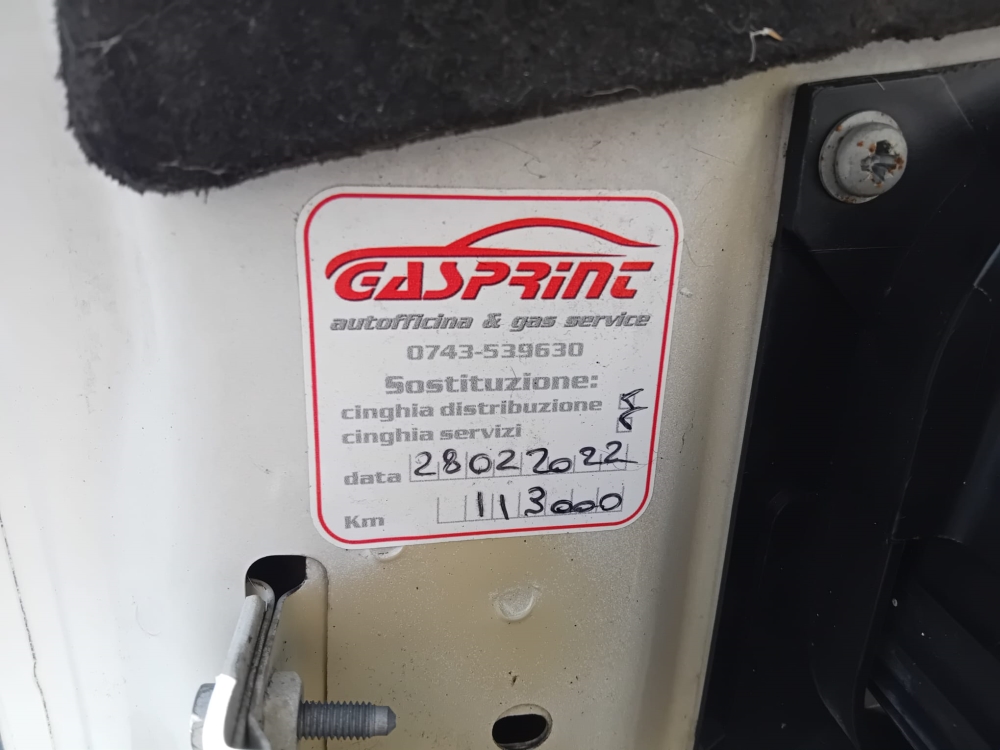 GASPRINT
autofficina & gas service
0743-539630
Sostituzione:
cinghia distribuzione
cinghia servizi
data 28022022
Km 113000